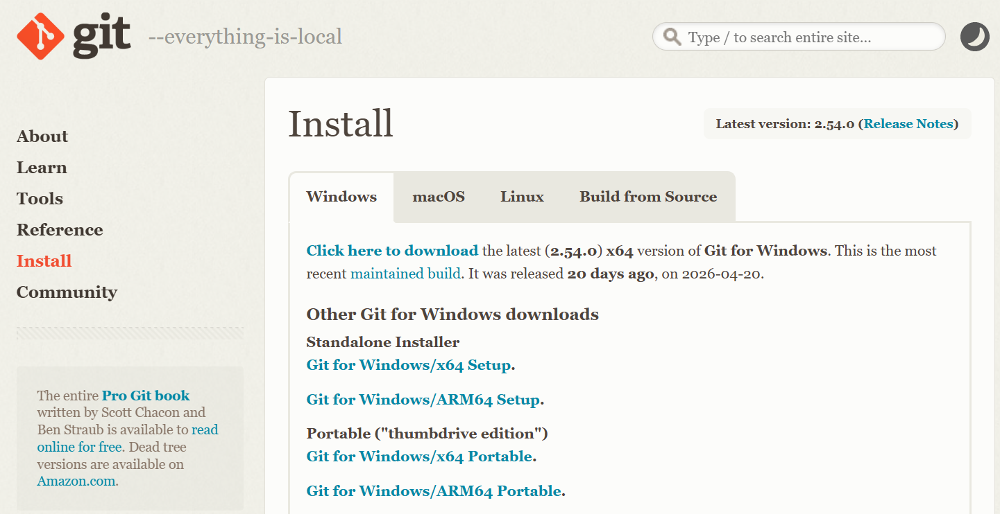 git --everything-is-local
Type / to search entire site...
About
Learn
Tools
Reference
Install
Community
The entire Pro Git book
written by Scott Chacon and
Ben Straub is available to read
online for free. Dead tree
versions are available on
Amazon.com.
Install
Latest version: 2.54.0 (Release Notes)
Windows macOS Linux Build from Source
Click here to download the latest (2.54.0) x64 version of Git for Windows. This is the most
recent maintained build. It was released 20 days ago, on 2026-04-20.
Other Git for Windows downloads
Standalone Installer
Git for Windows/x64 Setup.
Git for Windows/ARM64 Setup.
Portable ("thumbdrive edition")
Git for Windows/x64 Portable.
Git for Windows/ARM64 Portable.